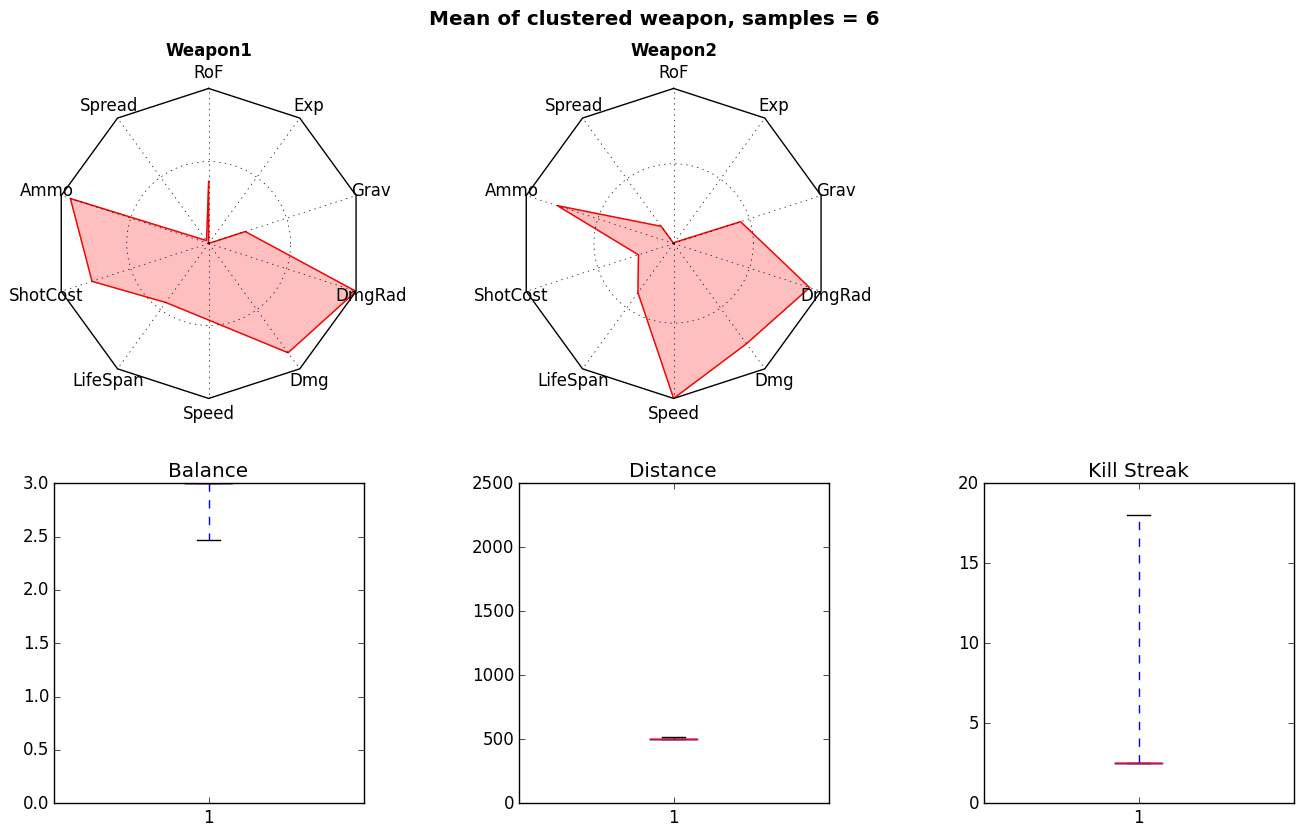 Mean of clustered weapon, samples = 6
Weapon1
RoF
Spread
Exp
Ammo
Grav
ShotCost
DmgRad
LifeSpan
Dmg
Speed
Weapon2
RoF
Spread
Exp
Ammo
Grav
ShotCost
DmgRad
LifeSpan
Dmg
Speed
Balance
3.0
2.5
2.0
1.5
1.0
0.5
0.0
1
Distance
2500
2000
1500
1000
500
0
1
Kill Streak
20
15
10
5
0
1